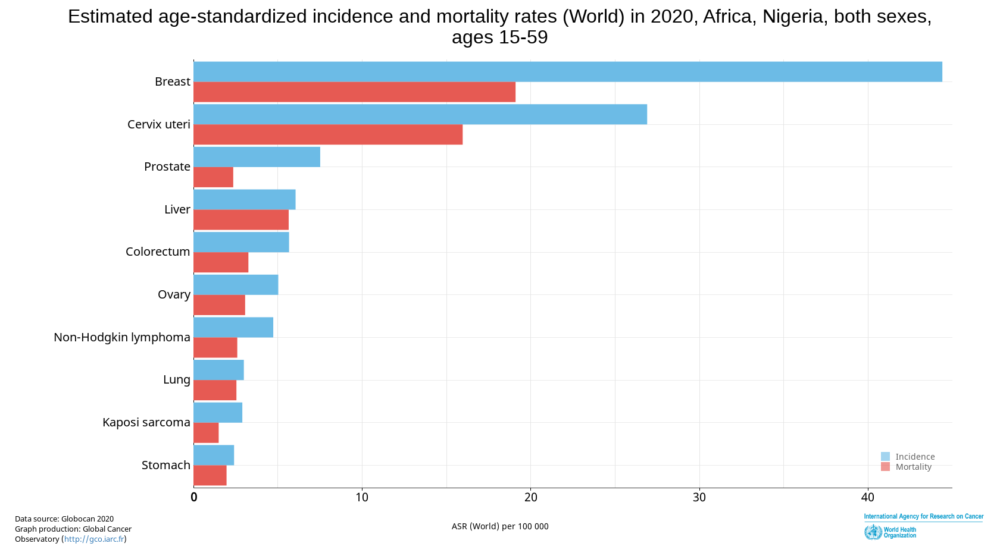 Estimated age-standardized incidence and mortality rates (World) in 2020, Africa, Nigeria, both sexes,
ages 15-59
Breast
Cervix uteri
Prostate
Liver
Colorectum
Ovary
Non-Hodgkin lymphoma
Lung
Kaposi sarcoma
Stomach
Incidence
Mortality
0 10 20 30 40
ASR (World) per 100 000
Data source: Globocan 2020
Graph production: Global Cancer
Observatory (http://gco.iarc.fr)
International Agency for Research on Cancer
World Health
Organization